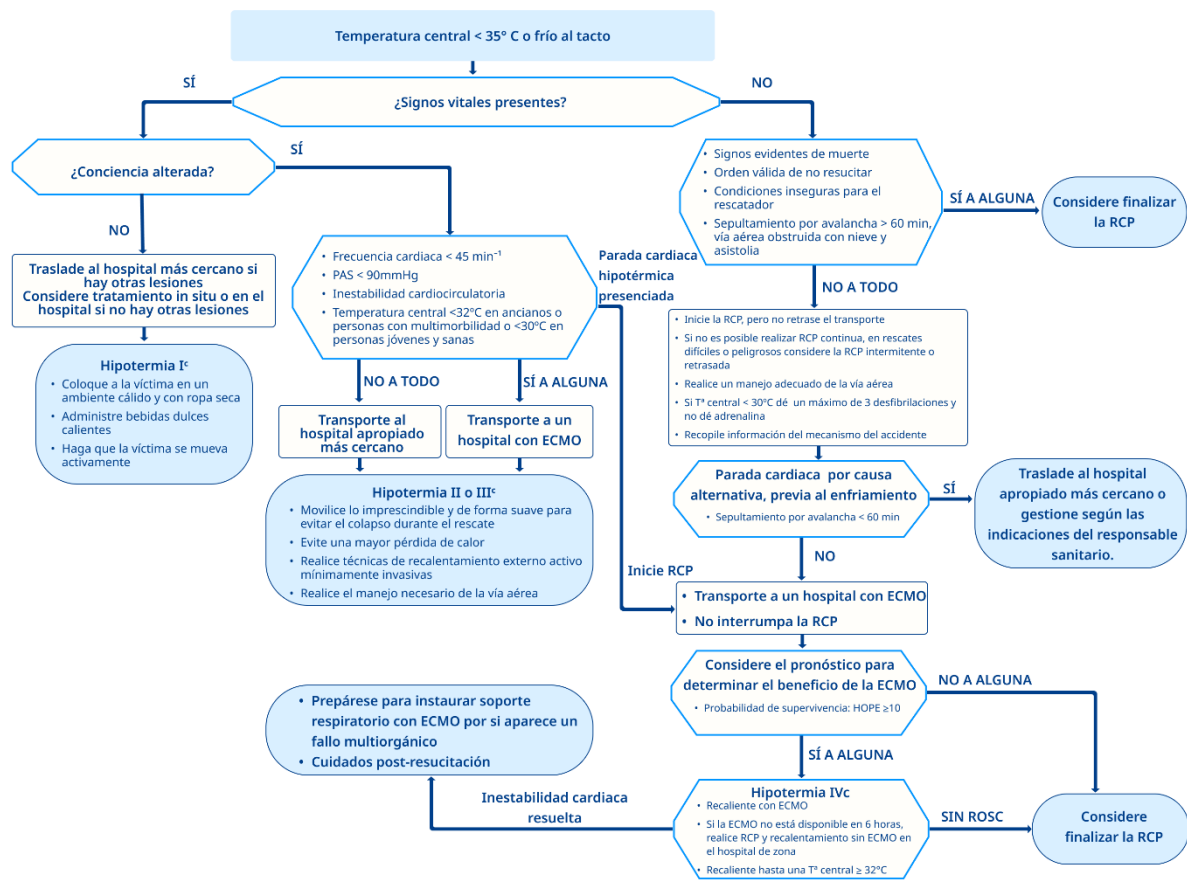 Temperatura central < 35° C o frío al tacto
SÍ
NO
¿Signos vitales presentes?
¿Conciencia alterada?
SÍ
NO
Traslade al hospital más cercano si
hay otras lesiones
Considere tratamiento in situ o en el
hospital si no hay otras lesiones
Hipotermia Iᶜ
• Coloque a la víctima en un
ambiente cálido y con ropa seca
• Administre bebidas dulces
calientes
• Haga que la víctima se mueva
activamente
• Frecuencia cardiaca < 45 min⁻¹
• PAS < 90mmHg
• Inestabilidad cardiocirculatoria
• Temperatura central <32ºC en ancianos o
personas con multimorbilidad o <30ºC en
personas jóvenes y sanas
NO A TODO
SÍ A ALGUNA
Transporte al
hospital apropiado
más cercano
Transporte a un
hospital con ECMO
Hipotermia II o IIIᶜ
• Movilice lo imprescindible y de forma suave para
evitar el colapso durante el rescate
• Evite una mayor pérdida de calor
• Realice técnicas de recalentamiento externo activo
mínimamente invasivas
• Realice el manejo necesario de la vía aérea
Parada cardiaca
hipotérmica
presenciada
Inicie RCP
• Signos evidentes de muerte
• Orden válida de no resucitar
• Condiciones inseguras para el
rescatador
• Sepultamiento por avalancha > 60 min,
vía aérea obstruida con nieve y
asistolia
SÍ A ALGUNA
Considere finalizar
la RCP
NO A TODO
• Inicie la RCP, pero no retrase el transporte
• Si no es posible realizar RCP continua, en rescates
difíciles o peligrosos considere la RCP intermitente o
retrasada
• Realice un manejo adecuado de la vía aérea
• Si Tª central < 30ºC dé un máximo de 3 desfibrilaciones y
no dé adrenalina
• Recopile información del mecanismo del accidente
Parada cardiaca por causa
alternativa, previa al enfriamiento
• Sepultamiento por avalancha < 60 min
SÍ
Traslade al hospital
apropiado más cercano o
gestione según las
indicaciones del responsable
sanitario.
NO
• Transporte a un hospital con ECMO
• No interrumpa la RCP
Considere el pronóstico para
determinar el beneficio de la ECMO
• Probabilidad de supervivencia: HOPE ≥10
NO A ALGUNA
SÍ A ALGUNA
Hipotermia IVc
• Recaliente con ECMO
• Si la ECMO no está disponible en 6 horas,
realice RCP y recalentamiento sin ECMO en
el hospital de zona
• Recaliente hasta una Tª central ≥ 32°C
SIN ROSC
Considere
finalizar la RCP
Inestabilidad cardiaca
resuelta
• Prepárese para instaurar soporte
respiratorio con ECMO por si aparece un
fallo multiorgánico
• Cuidados post-resucitación